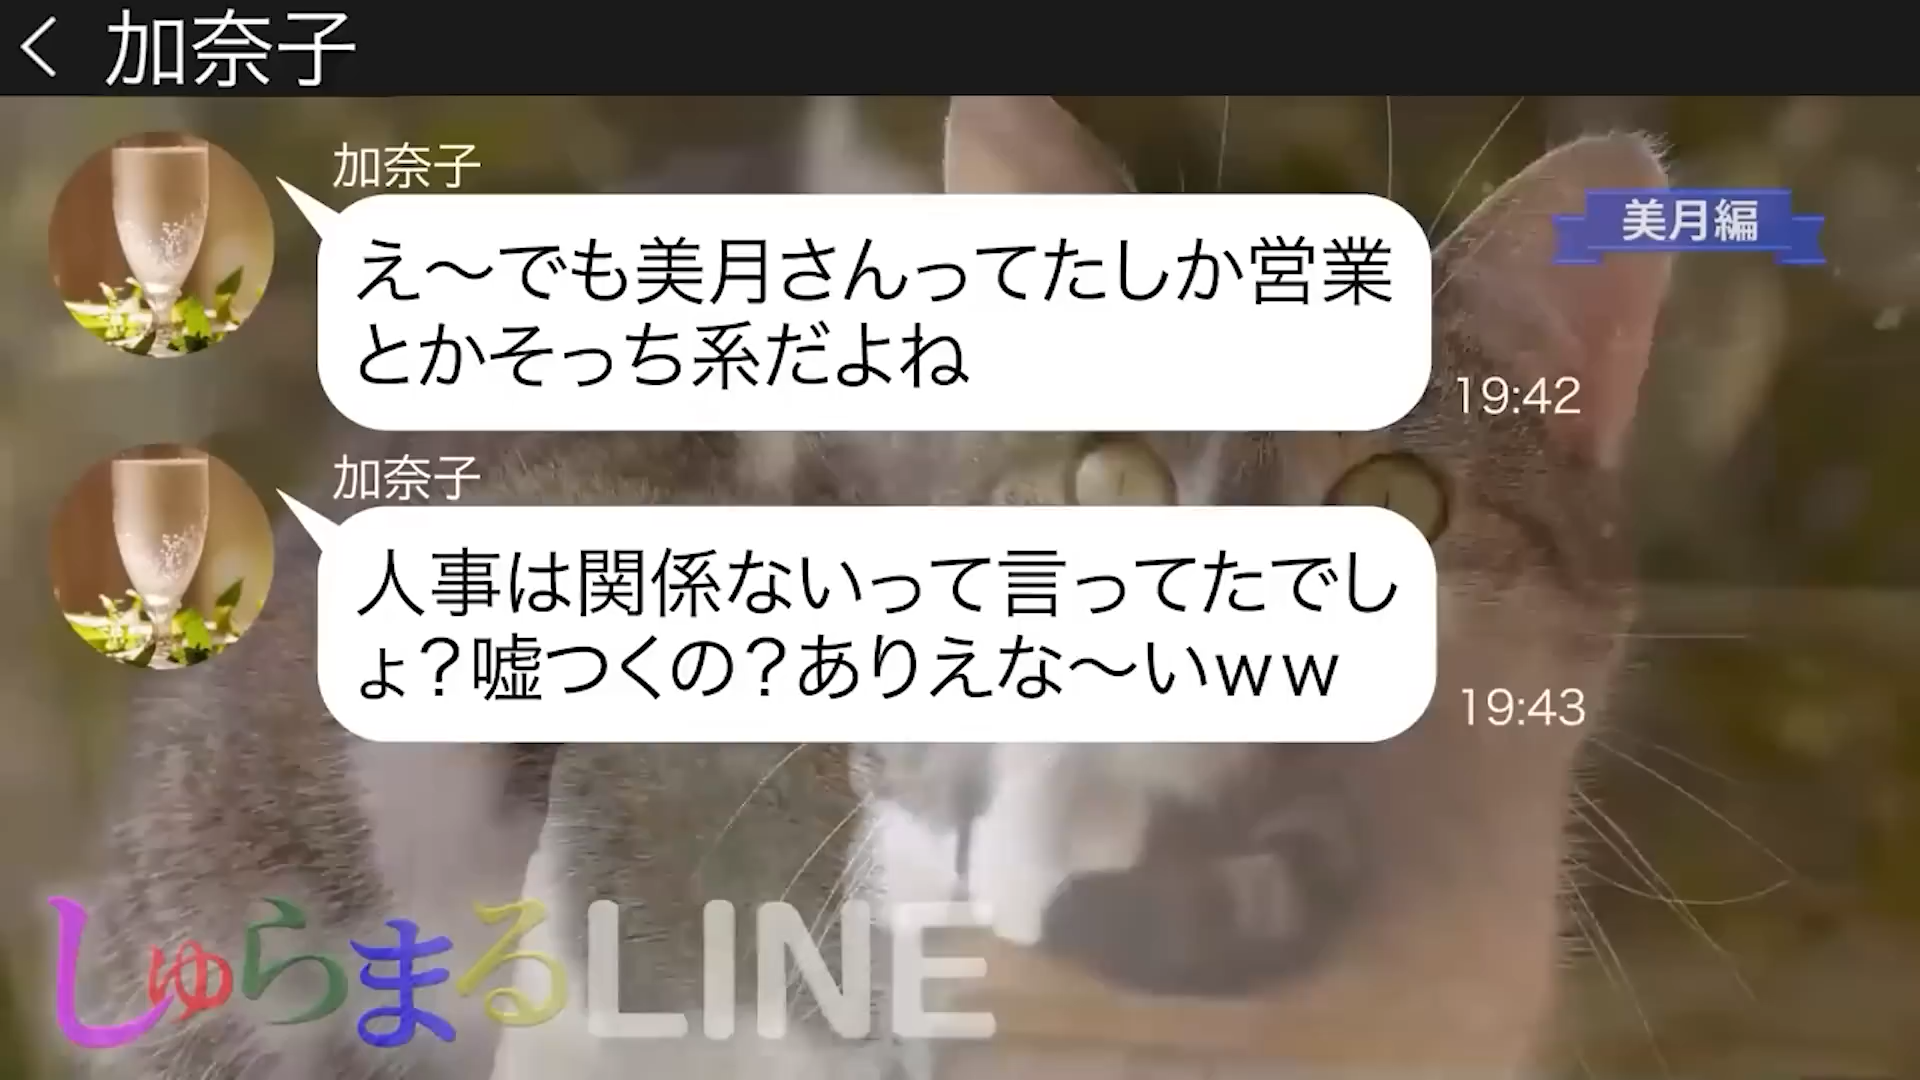 加奈子
加奈子
美月編
え〜でも美月さんってたしか営業
とかそっち系だよね
19:42
加奈子
人事は関係ないって言ってたでし
ょ？嘘つくの？ありえな〜いｗｗ
19:43
しゅらまるLINE